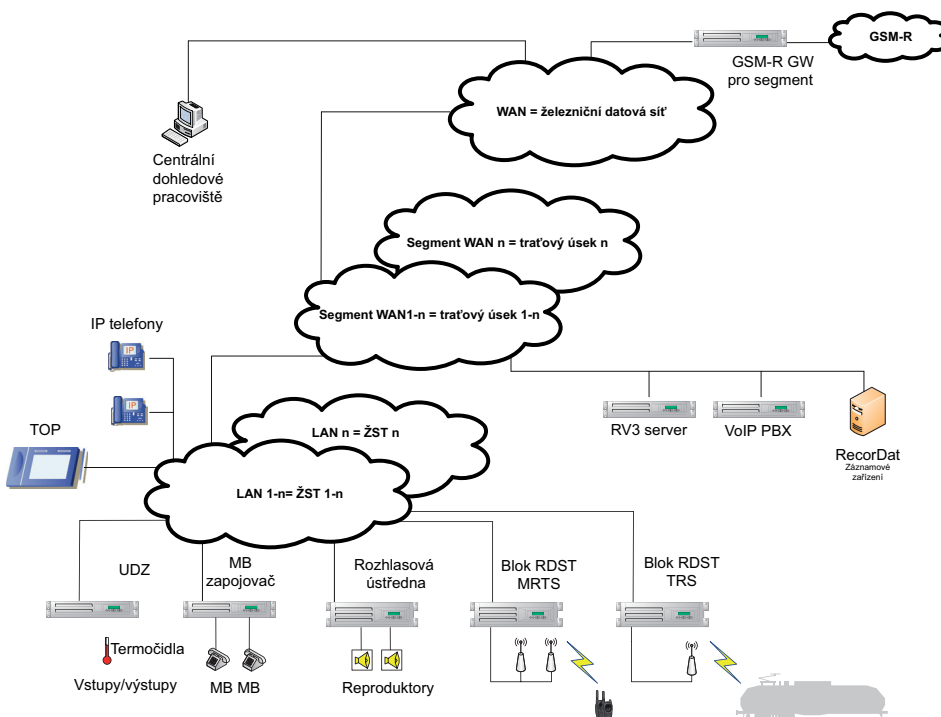 GSM-R
GSM-R GW
pro segment
WAN = železniční datová síť
Centrální
dohledové
pracoviště
Segment WAN n = traťový úsek n
Segment WAN1-n = traťový úsek 1-n
IP telefony
IP
IP
TOP
LAN n = ŽST n
LAN 1-n= ŽST 1-n
RV3 server
VoIP PBX
RecorDat
Záznamové
zařízení
UDZ
MB
zapojovač
Rozhlasová
ústředna
Blok RDST
MRTS
Blok RDST
TRS
Termočidla
Vstupy/výstupy
MB MB
Reproduktory